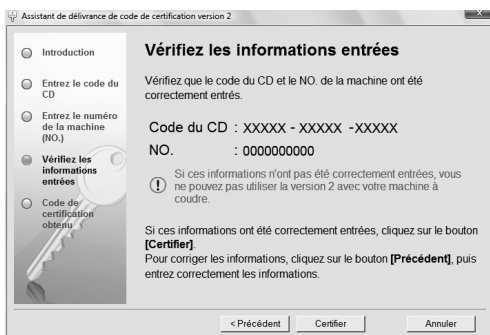 Assistant de délivrance de code de certification version 2
Introduction
Entrez le code du
CD
Entrez le numéro
de la machine
(NO.)
Vérifiez les
informations
entrées
Code de
certification
obtenu
Vérifiez les informations entrées
Vérifiez que le code du CD et le NO. de la machine ont été
correctement entrés.
Code du CD : XXXXX - XXXXX -XXXXX
NO. : 0000000000
Si ces informations n'ont pas été correctement entrées, vous
ne pouvez pas utiliser la version 2 avec votre machine à
coudre.
Si ces informations ont été correctement entrées, cliquez sur le bouton
[Certifier].
Pour corriger les informations, cliquez sur le bouton [Précédent], puis
entrez correctement les informations.
< Précédent Certifier Annuler